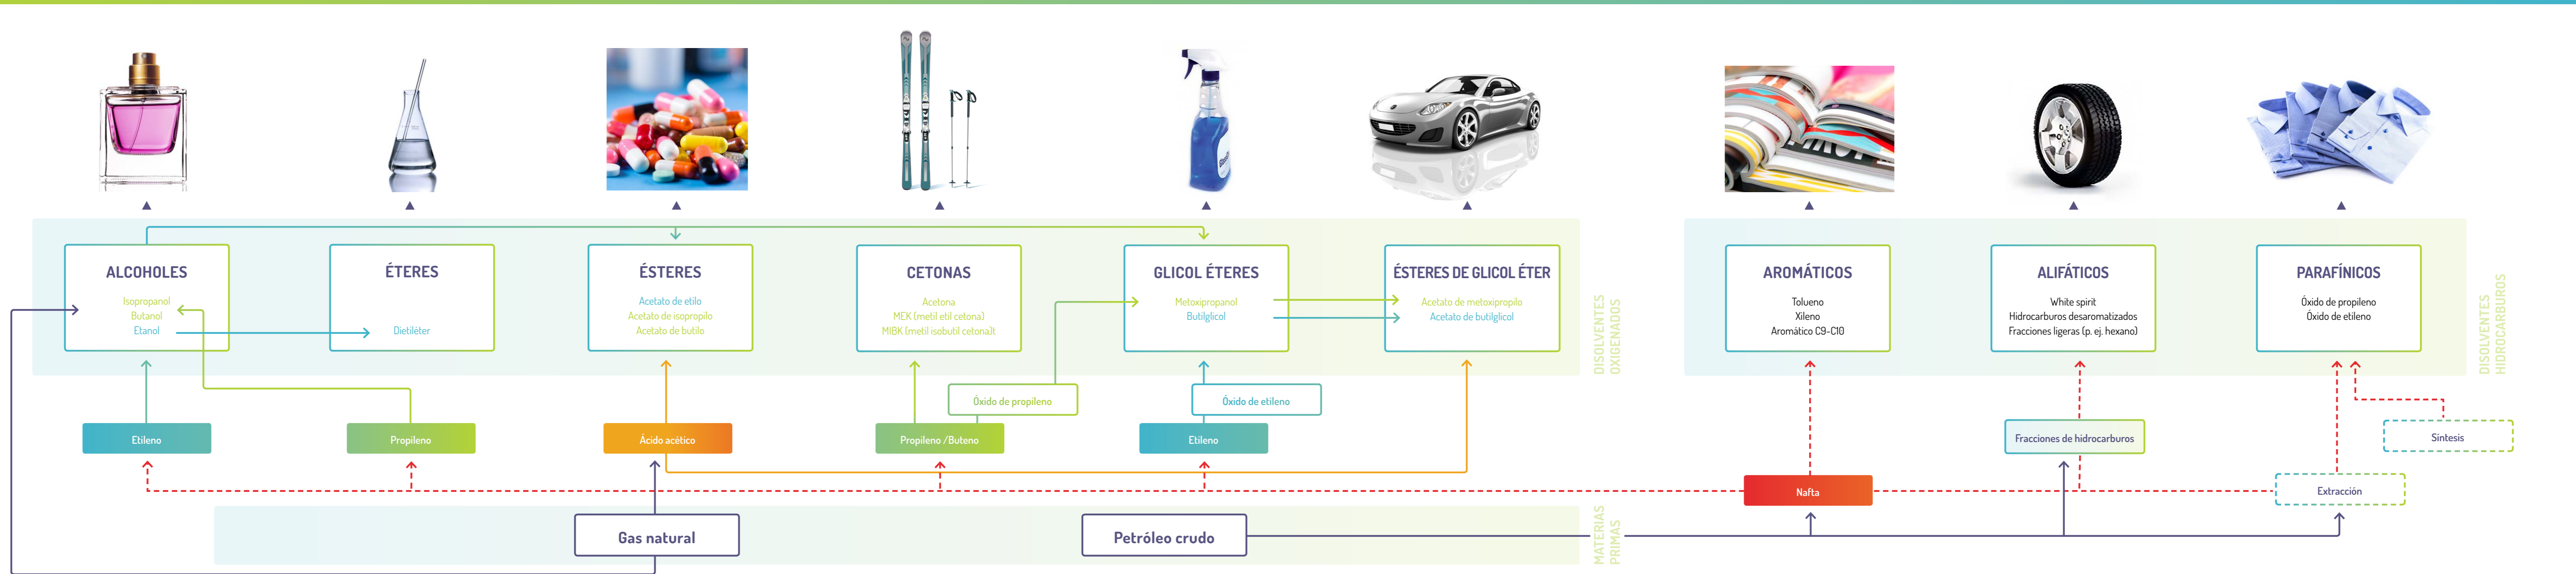 ALCOHOLES
Isopropanol
Butanol
Etanol
ÉTERES
Dietiléter
ÉSTERES
Acetato de etilo
Acetato de isopropilo
Acetato de butilo
CETONAS
Acetona
MEK (metil etil cetona)
MIBK (metil isobutil cetona)t
GLICOL ÉTERES
Metoxipropanol
Butilglicol
ÉSTERES DE GLICOL ÉTER
Acetato de metoxipropilo
Acetato de butilglicol
DISOLVENTES
OXIGENADOS
AROMÁTICOS
Tolueno
Xileno
Aromático C9-C10
ALIFÁTICOS
White spirit
Hidrocarburos desaromatizados
Fracciones ligeras (p. ej. hexano)
PARAFÍNICOS
Óxido de propileno
Óxido de etileno
DISOLVENTES
HIDROCARBUROS
Óxido de propileno
Óxido de etileno
Etileno
Propileno
Ácido acético
Propileno /Buteno
Etileno
Fracciones de hidrocarburos
Síntesis
Nafta
Extracción
Gas natural
Petróleo crudo
MATERIAS
PRIMAS